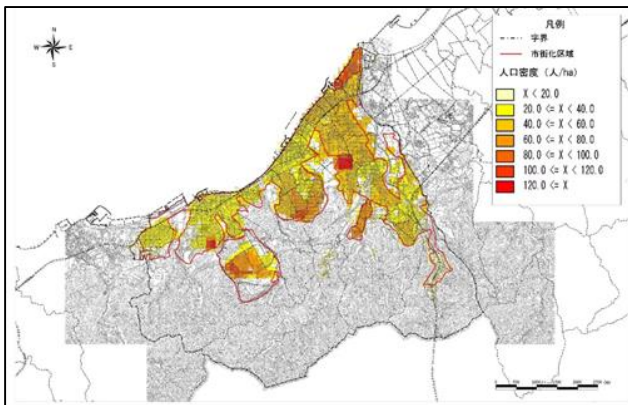 凡例
字界
市街化区域
人口密度 (人/ha)
X < 20.0
20.0 <= X < 40.0
40.0 <= X < 60.0
60.0 <= X < 80.0
80.0 <= X < 100.0
100.0 <= X < 120.0
120.0 <= X
N
W
E
S